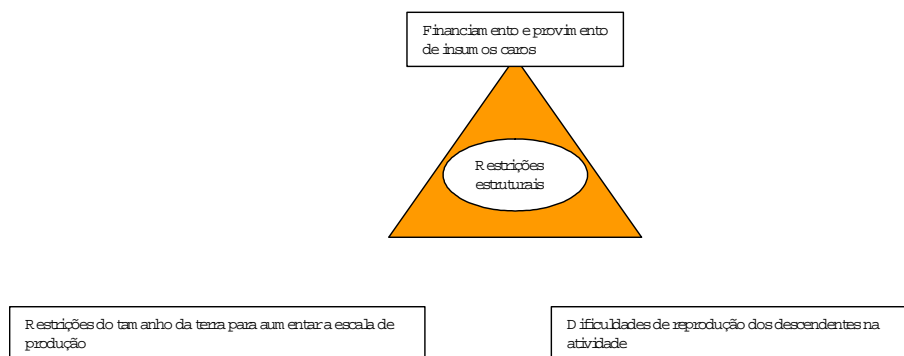 Financiamento e provimento
de insumos caros
Restrições
estruturais
Restrições do tamanho da terra para aumentar a escala de
produção
Dificuldades de reprodução dos descendentes na
atividade